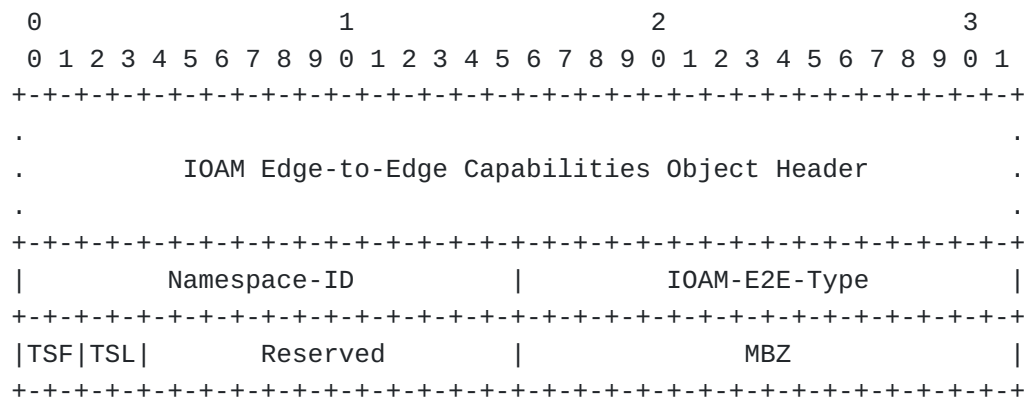 0                   1                   2                   3
 0 1 2 3 4 5 6 7 8 9 0 1 2 3 4 5 6 7 8 9 0 1 2 3 4 5 6 7 8 9 0 1
+-+-+-+-+-+-+-+-+-+-+-+-+-+-+-+-+-+-+-+-+-+-+-+-+-+-+-+-+-+-+-+-+
.                                                               .
.          IOAM Edge-to-Edge Capabilities Object Header         .
.                                                               .
+-+-+-+-+-+-+-+-+-+-+-+-+-+-+-+-+-+-+-+-+-+-+-+-+-+-+-+-+-+-+-+-+
|         Namespace-ID          |         IOAM-E2E-Type         |
+-+-+-+-+-+-+-+-+-+-+-+-+-+-+-+-+-+-+-+-+-+-+-+-+-+-+-+-+-+-+-+-+
|TSF|TSL|       Reserved        |              MBZ              |
+-+-+-+-+-+-+-+-+-+-+-+-+-+-+-+-+-+-+-+-+-+-+-+-+-+-+-+-+-+-+-+-+